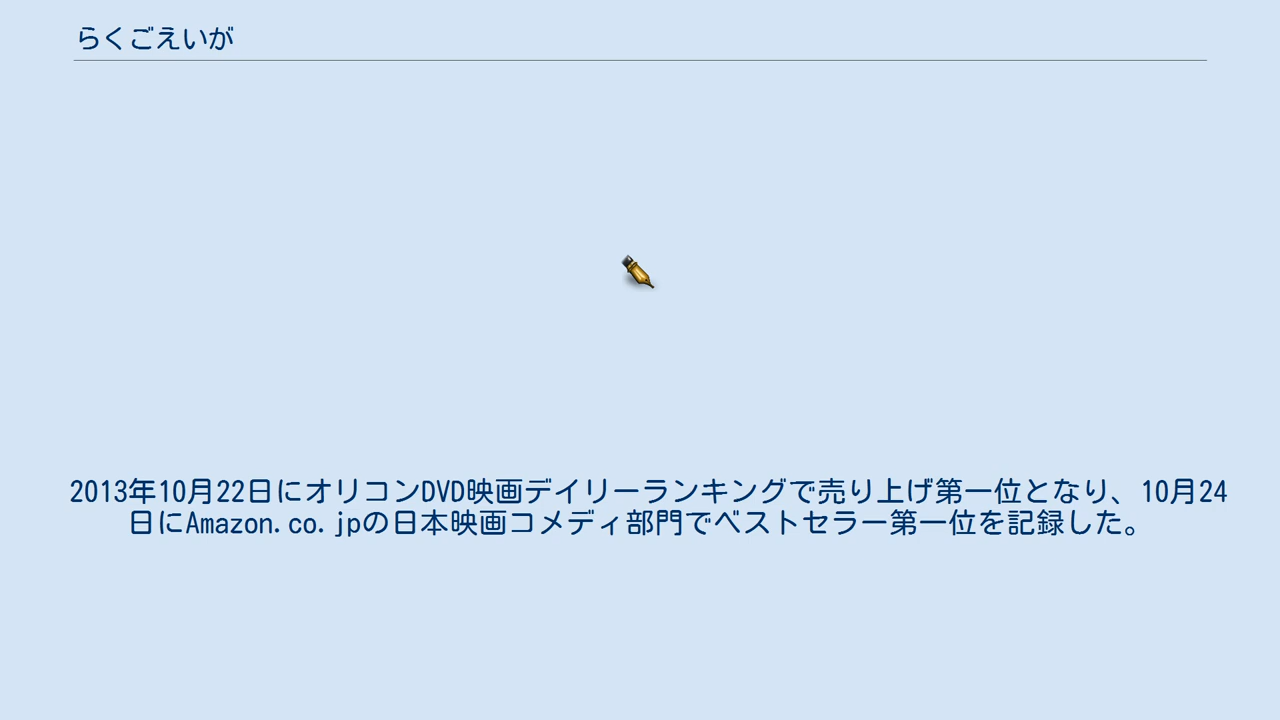 らくごえいが
2013年10月22日にオリコンDVD映画デイリーランキングで売り上げ第一位となり、10月24
日にAmazon.co.jpの日本映画コメディ部門でベストセラー第一位を記録した。